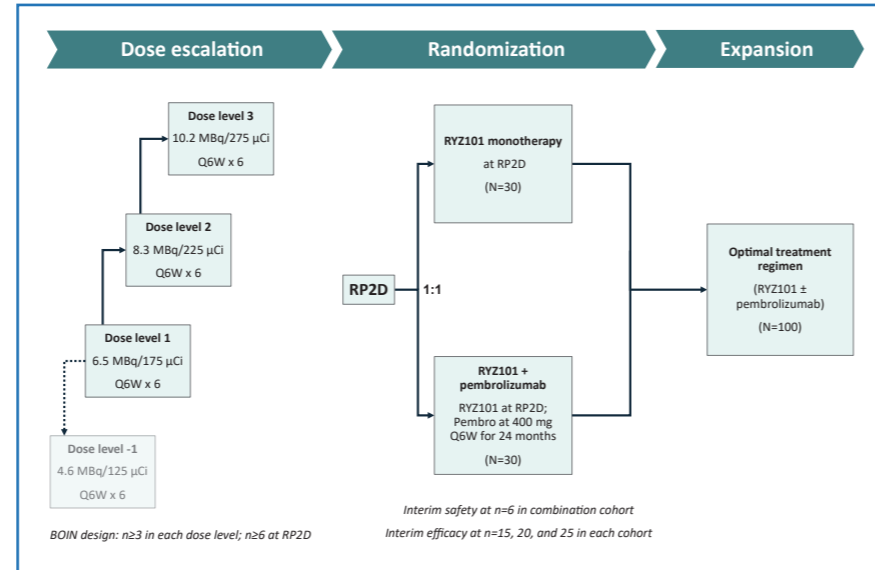 Dose escalation
Randomization
Expansion
Dose level 3
10.2 MBq/275 μCi
Q6W x 6
Dose level 2
8.3 MBq/225 μCi
Q6W x 6
Dose level 1
6.5 MBq/175 μCi
Q6W x 6
Dose level -1
4.6 MBq/125 μCi
Q6W x 6
BOIN design: n≥3 in each dose level; n≥6 at RP2D
RP2D
1:1
RYZ101 monotherapy
at RP2D
(N=30)
RYZ101 +
pembrolizumab
RYZ101 at RP2D;
Pembro at 400 mg
Q6W for 24 months
(N=30)
Interim safety at n=6 in combination cohort
Interim efficacy at n=15, 20, and 25 in each cohort
Optimal treatment
regimen
(RYZ101 ±
pembrolizumab)
(N=100)